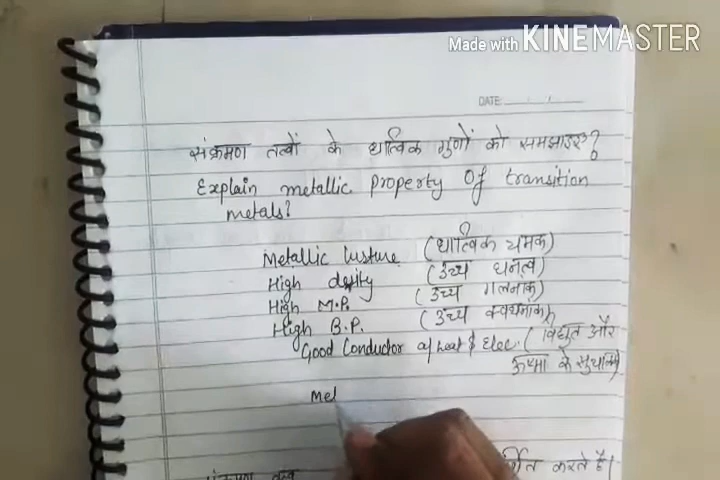 Made with KINEMASTER
DATE:
संक्रमण तत्वों के धात्विक गुणों को समझाइए?
Explain metallic property of transition
metals?
Metallic lusture (धात्विक चमक)
High density (उच्च घनत्व)
High M.P. (उच्च गलनांक)
High B.P. (उच्च क्वथनांक)
Good Conductor of heat & Elec. (विद्युत और
ऊष्मा के सुचालक)
Mel
करते है।